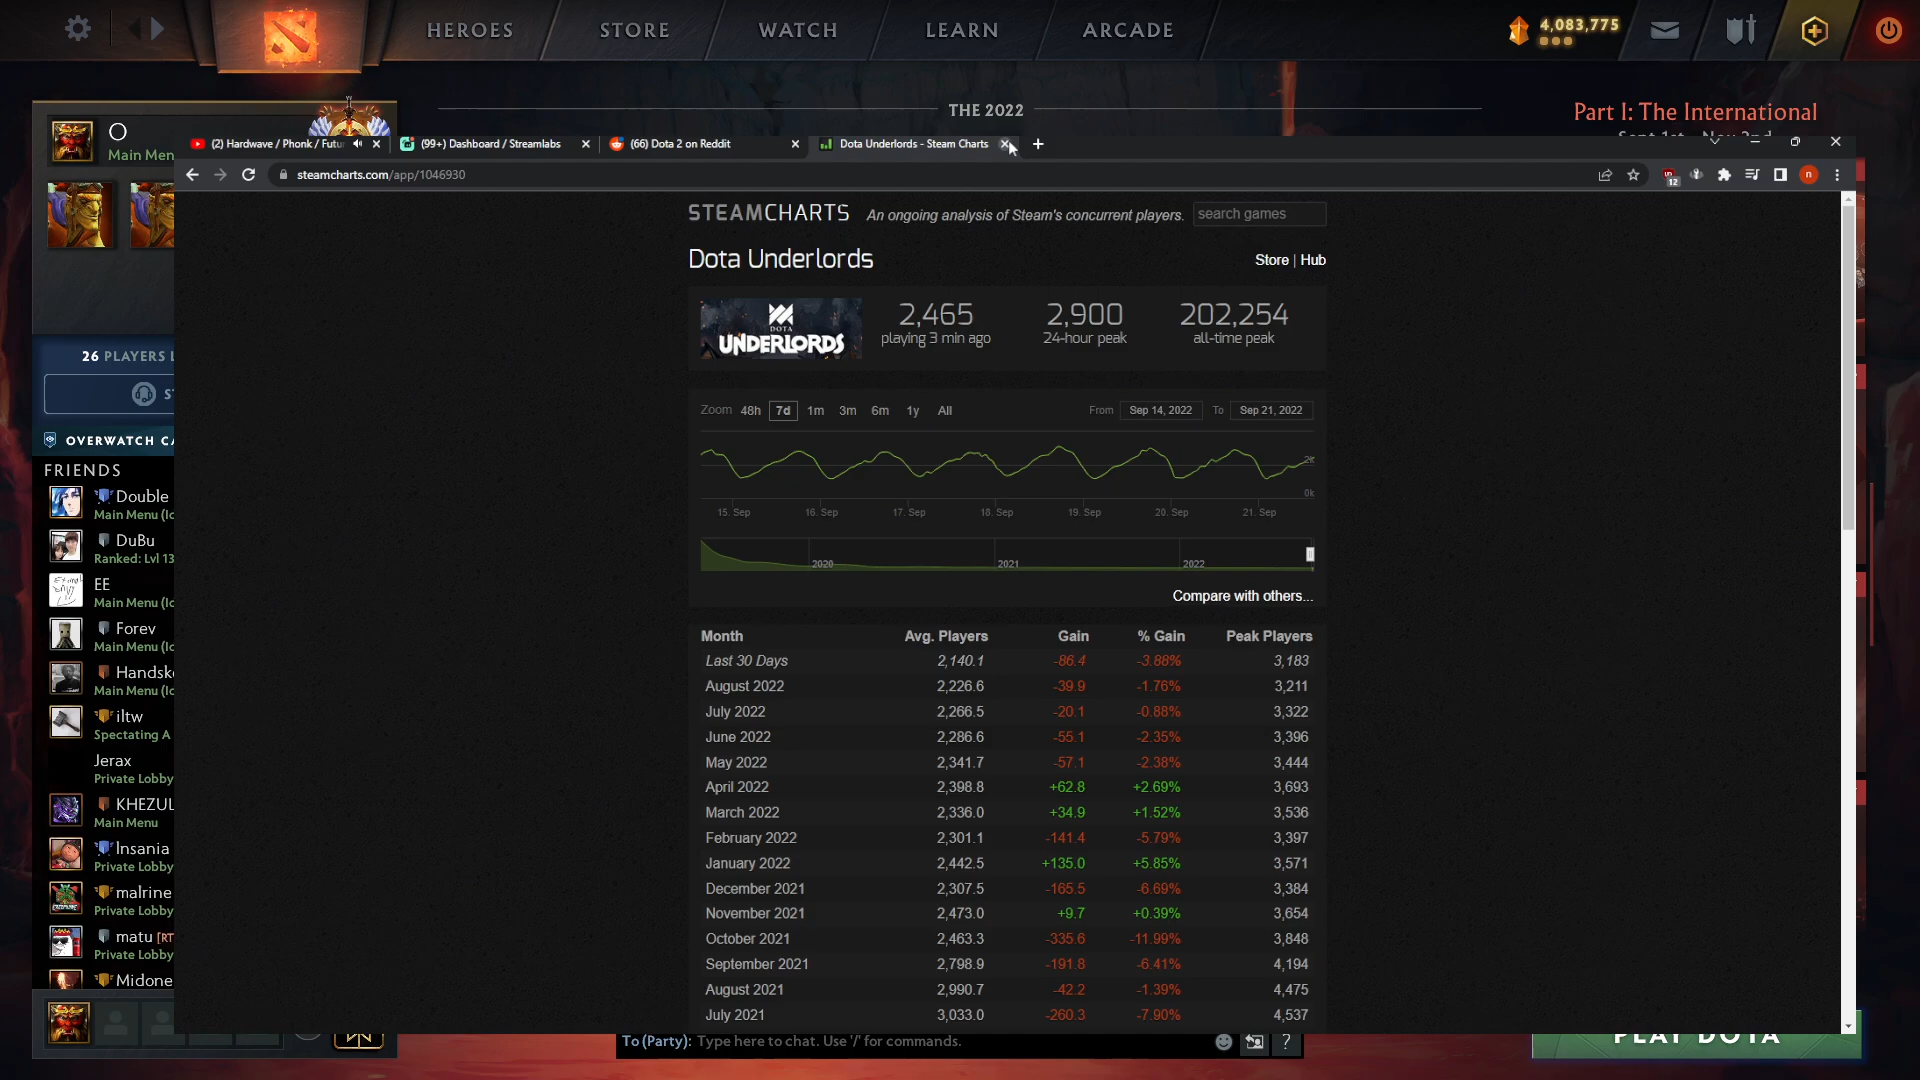 HEROES
STORE
WATCH
LEARN
ARCADE
4,083,775
THE 2022
Part I: The International
O
Main Men
(2) Hardwave / Phonk / Futu
(99+) Dashboard / Streamlabs
(66) Dota 2 on Reddit
Dota Underlords - Steam Charts
steamcharts.com/app/1046930
12
n
STEAMCHARTS
An ongoing analysis of Steam's concurrent players.
search games
Dota Underlords
Store | Hub
DOTA
UNDERLORDS
2,465
playing 3 min ago
2,900
24-hour peak
202,254
all-time peak
Zoom 48h 7d 1m 3m 6m 1y All
From Sep 14, 2022 To Sep 21, 2022
2k
0k
15. Sep 16. Sep 17. Sep 18. Sep 19. Sep 20. Sep 21. Sep
2020 2021 2022
Compare with others...
Month Avg. Players Gain % Gain Peak Players
Last 30 Days 2,140.1 -86.4 -3.88% 3,183
August 2022 2,226.6 -39.9 -1.76% 3,211
July 2022 2,266.5 -20.1 -0.88% 3,322
June 2022 2,286.6 -55.1 -2.35% 3,396
May 2022 2,341.7 -57.1 -2.38% 3,444
April 2022 2,398.8 +62.8 +2.69% 3,693
March 2022 2,336.0 +34.9 +1.52% 3,536
February 2022 2,301.1 -141.4 -5.79% 3,397
January 2022 2,442.5 +135.0 +5.85% 3,571
December 2021 2,307.5 -165.5 -6.69% 3,384
November 2021 2,473.0 +9.7 +0.39% 3,654
October 2021 2,463.3 -335.6 -11.99% 3,848
September 2021 2,798.9 -191.8 -6.41% 4,194
August 2021 2,990.7 -42.2 -1.39% 4,475
July 2021 3,033.0 -260.3 -7.90% 4,537
26 PLAYERS L
ST
OVERWATCH CA
FRIENDS
Double
Main Menu (Id
DuBu
Ranked: Lvl 13
EE
Main Menu (Id
Forev
Main Menu (Id
Handsk
Main Menu (Id
iltw
Spectating A
Jerax
Private Lobby
KHEZUL
Main Menu
Insania
Private Lobby
malrine
Private Lobby
matu [RT
Private Lobby
Midone
To (Party): Type here to chat. Use '/' for commands.
?
PLAY DOTA